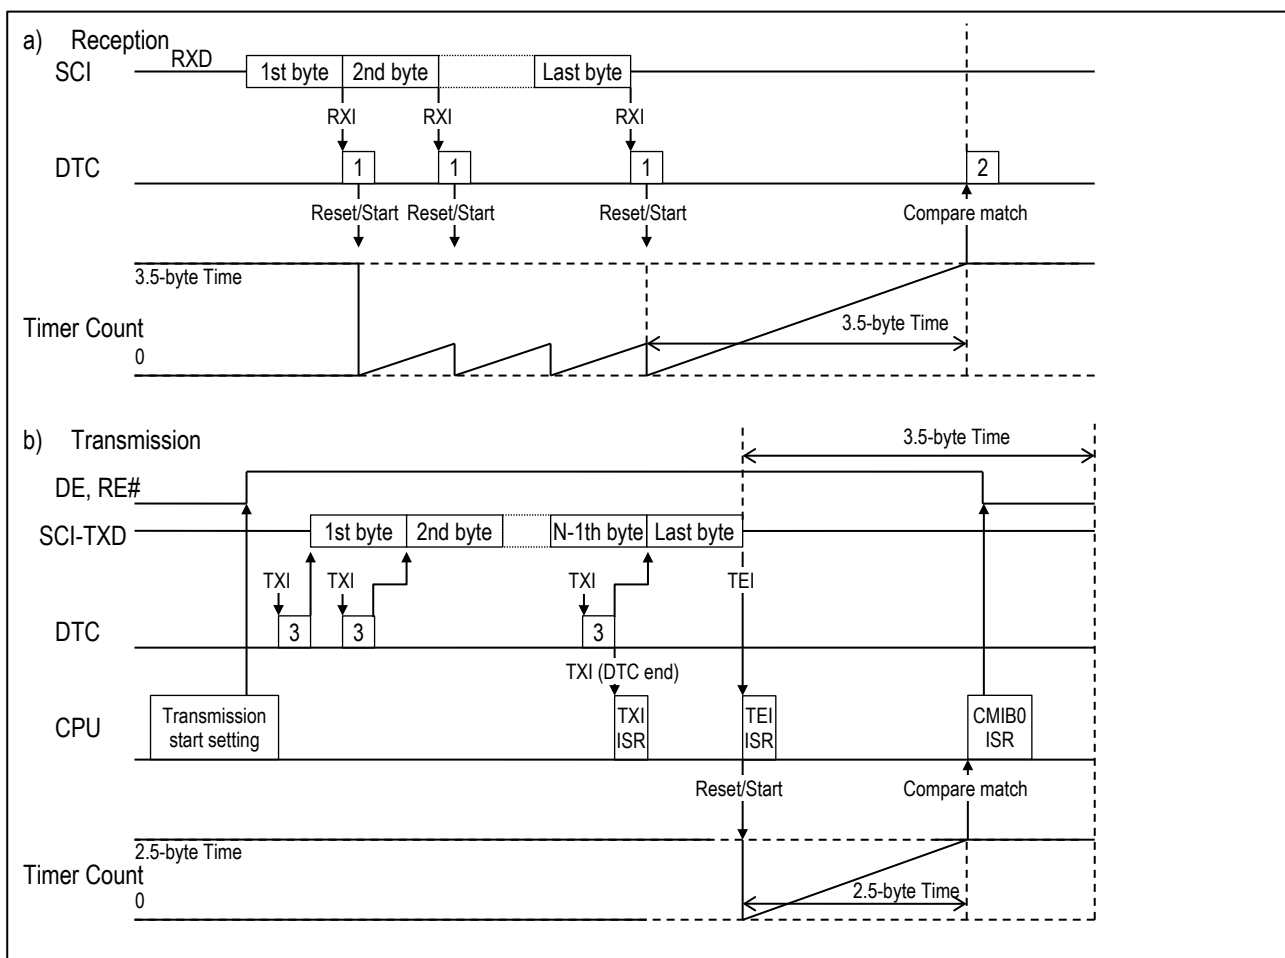 a) Reception
RXD
SCI
1st byte 2nd byte Last byte
RXI RXI RXI
DTC
1 1 1 2
Reset/Start Reset/Start Reset/Start Compare match
3.5-byte Time
3.5-byte Time
Timer Count
0
b) Transmission
3.5-byte Time
DE, RE#
SCI-TXD
1st byte 2nd byte N-1th byte Last byte
TXI TXI TXI TEI
DTC
3 3 3
TXI (DTC end)
CPU
Transmission
start setting
TXI
ISR
TEI
ISR
CMIB0
ISR
Reset/Start Compare match
2.5-byte Time
Timer Count
2.5-byte Time
0